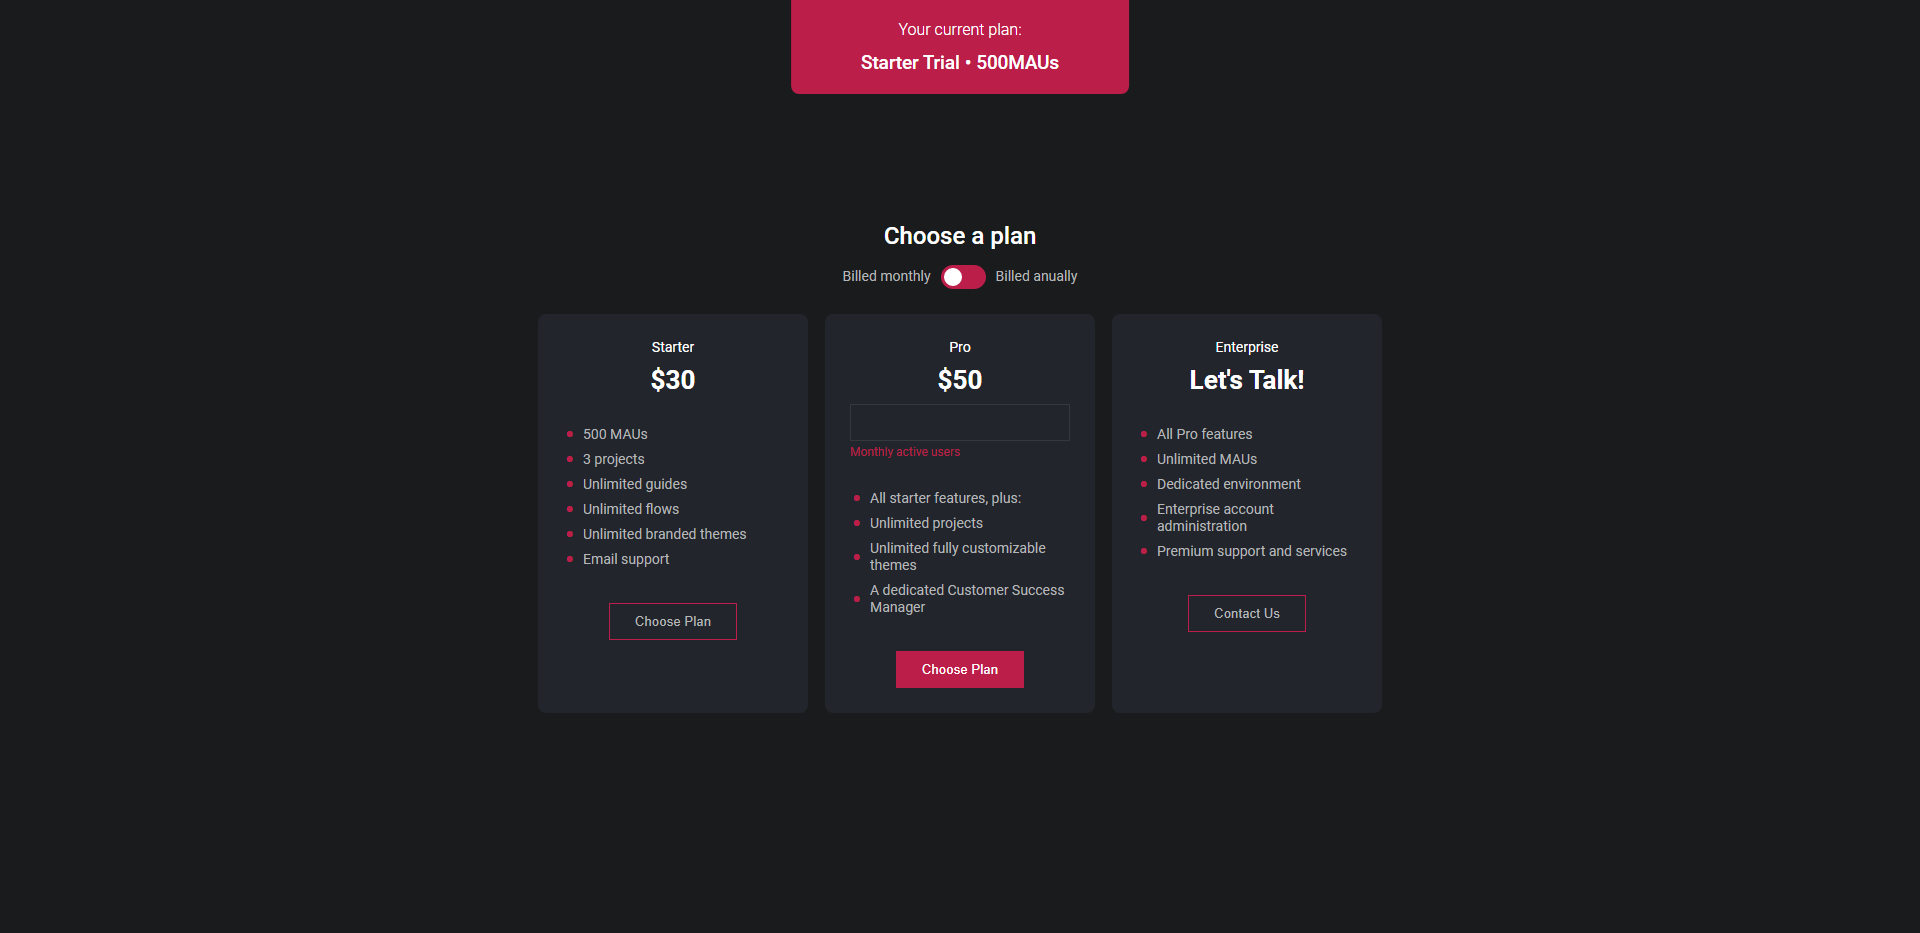 Your current plan:
Starter Trial • 500MAUs
Choose a plan
Billed monthly
Billed anually
Starter
$30
500 MAUs
3 projects
Unlimited guides
Unlimited flows
Unlimited branded themes
Email support
Choose Plan
Pro
$50
Monthly active users
All starter features, plus:
Unlimited projects
Unlimited fully customizable
themes
A dedicated Customer Success
Manager
Choose Plan
Enterprise
Let's Talk!
All Pro features
Unlimited MAUs
Dedicated environment
Enterprise account
administration
Premium support and services
Contact Us